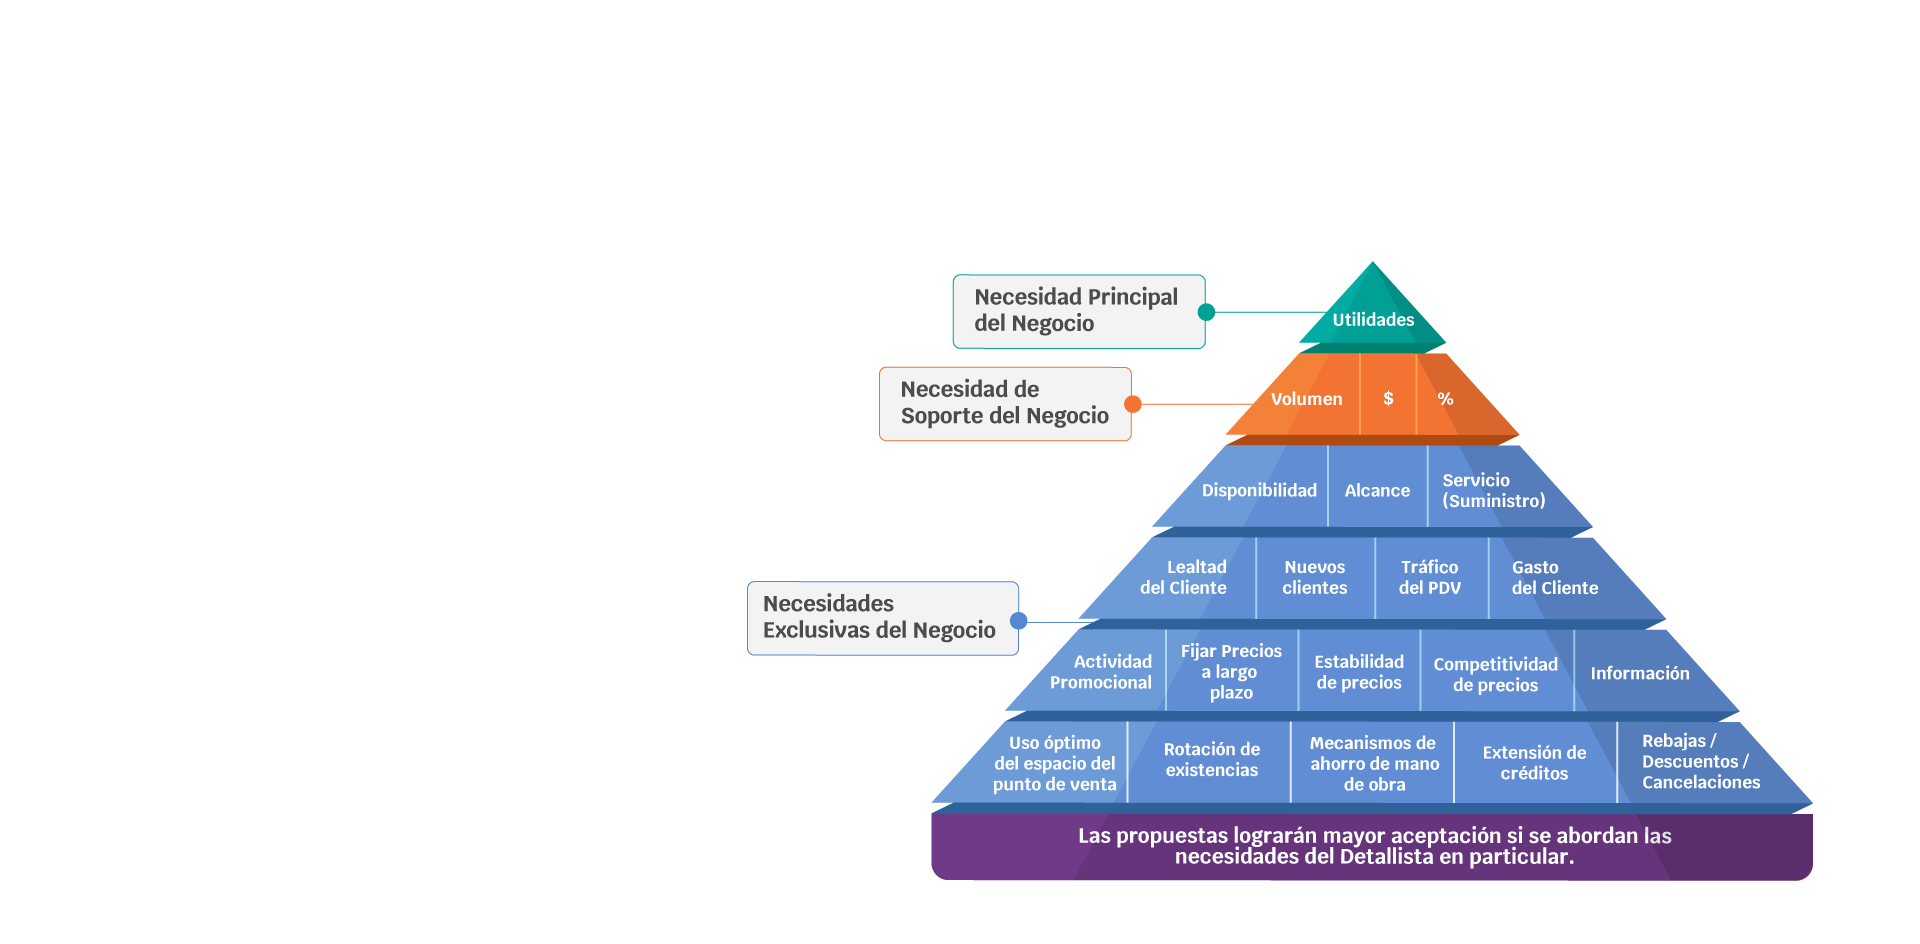 Necesidad Principal
del Negocio
Utilidades
Necesidad de
Soporte del Negocio
Volumen
$
%
Disponibilidad
Alcance
Servicio
(Suministro)
Lealtad
del Cliente
Nuevos
clientes
Tráfico
del PDV
Gasto
del Cliente
Necesidades
Exclusivas del Negocio
Actividad
Promocional
Fijar Precios
a largo
plazo
Estabilidad
de precios
Competitividad
de precios
Información
Uso óptimo
del espacio del
punto de venta
Rotación de
existencias
Mecanismos de
ahorro de mano
de obra
Extensión de
créditos
Rebajas /
Descuentos /
Cancelaciones
Las propuestas lograrán mayor aceptación si se abordan las
necesidades del Detallista en particular.